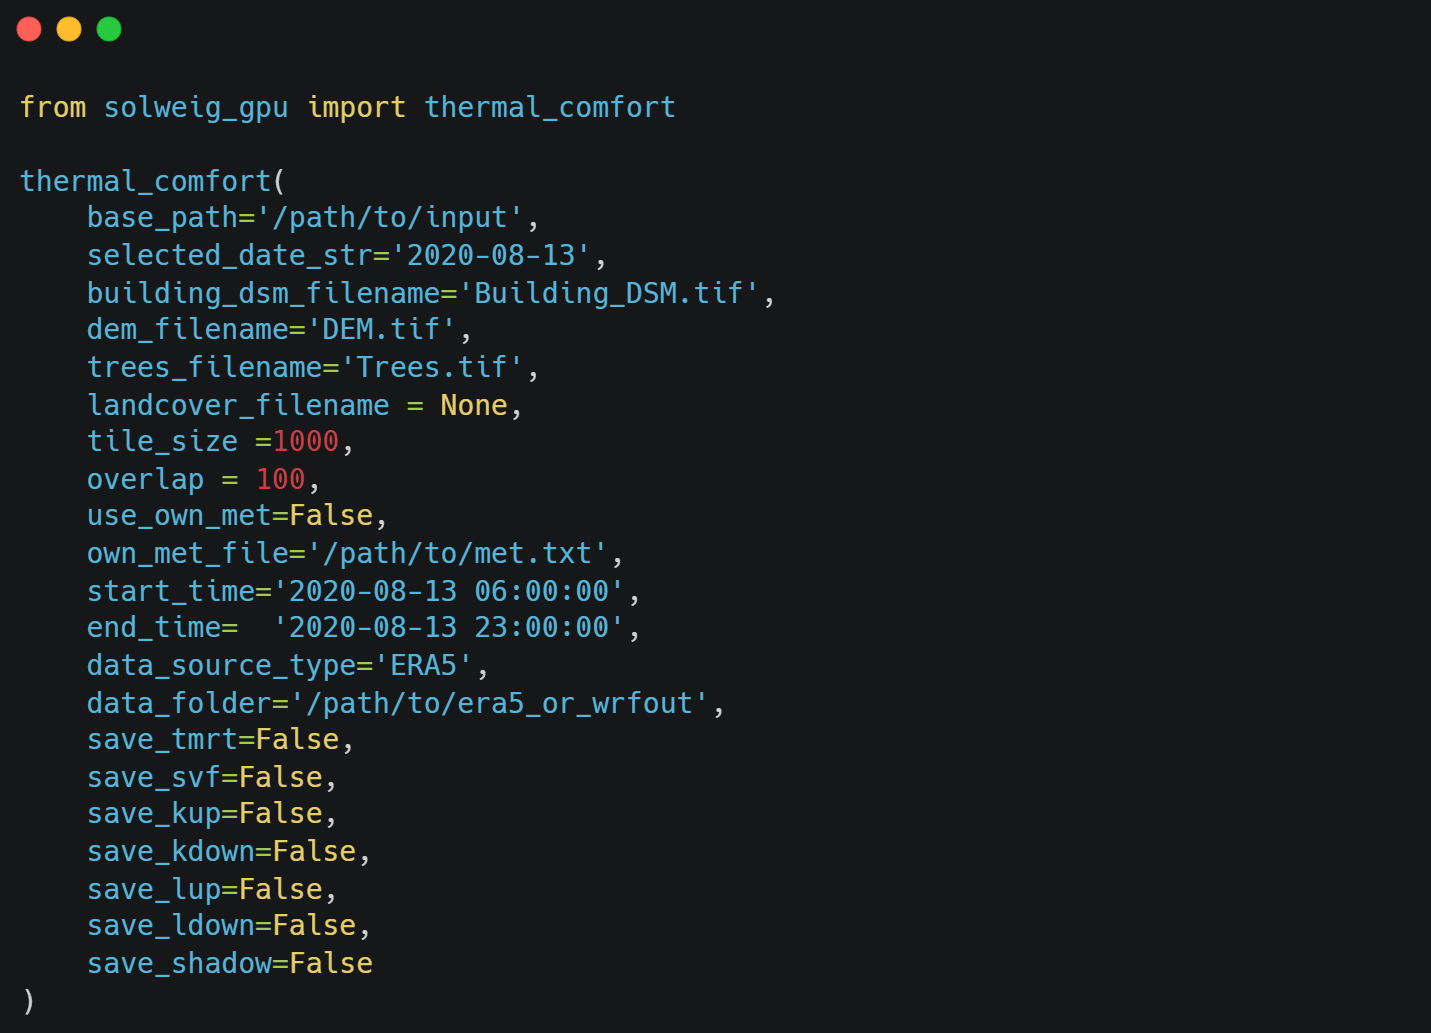 from solweig_gpu import thermal_comfort

thermal_comfort(
    base_path='/path/to/input',
    selected_date_str='2020-08-13',
    building_dsm_filename='Building_DSM.tif',
    dem_filename='DEM.tif',
    trees_filename='Trees.tif',
    landcover_filename = None,
    tile_size =1000,
    overlap = 100,
    use_own_met=False,
    own_met_file='/path/to/met.txt',
    start_time='2020-08-13 06:00:00',
    end_time=  '2020-08-13 23:00:00',
    data_source_type='ERA5',
    data_folder='/path/to/era5_or_wrfout',
    save_tmrt=False,
    save_svf=False,
    save_kup=False,
    save_kdown=False,
    save_lup=False,
    save_ldown=False,
    save_shadow=False
)